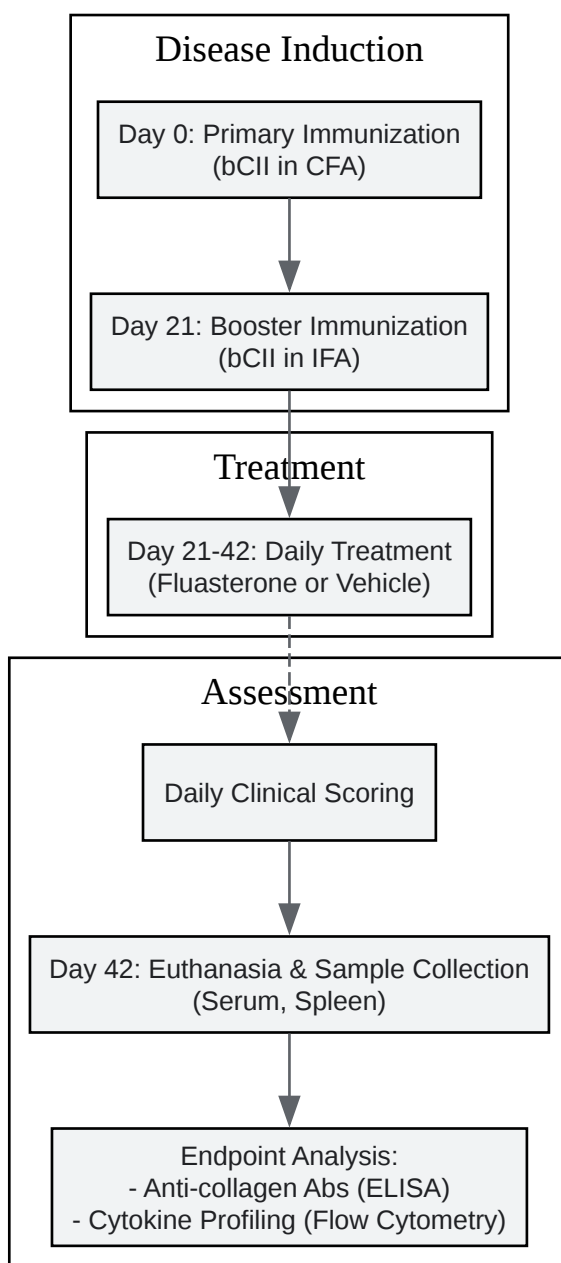 Disease Induction
Day 0: Primary Immunization
(bCII in CFA)
Day 21: Booster Immunization
(bCII in IFA)
Treatment
Day 21-42: Daily Treatment
(Fluasterone or Vehicle)
Assessment
Daily Clinical Scoring
Day 42: Euthanasia & Sample Collection
(Serum, Spleen)
Endpoint Analysis:
- Anti-collagen Abs (ELISA)
- Cytokine Profiling (Flow Cytometry)